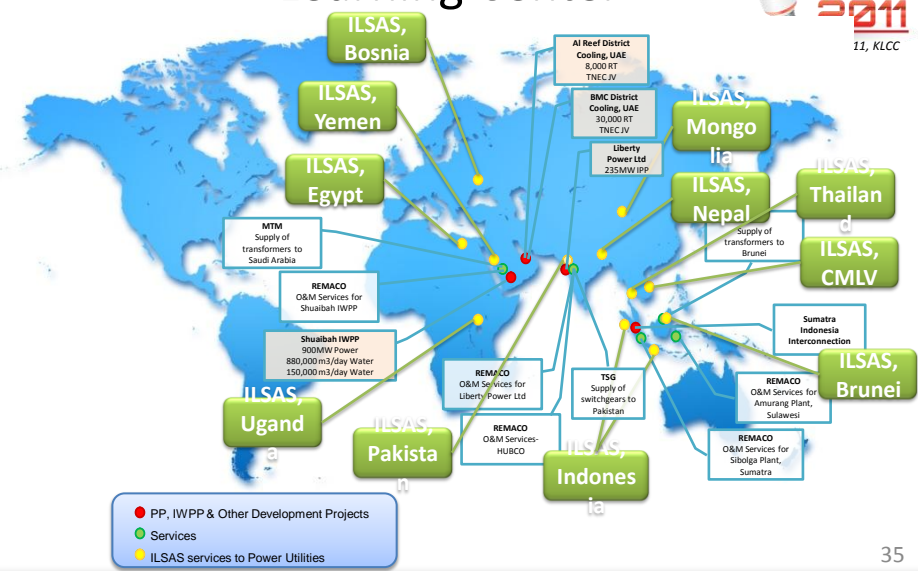 Learning Center
2011
11, KLCC
ILSAS,
Bosnia
Al Reef District
Cooling, UAE
8,000 RT
TNEC JV
ILSAS,
Yemen
BMC District
Cooling, UAE
30,000 RT
TNEC JV
ILSAS,
Mongo
lia
Liberty
Power Ltd
235MW IPP
ILSAS,
Egypt
ILSAS,
Nepal
ILSAS,
Thailan
d
MTM
Supply of
transformers to
Saudi Arabia
Supply of
transformers to
Brunei
ILSAS,
CMLV
REMACO
O&M Services for
Shuaibah IWPP
Sumatra
Indonesia
Interconnection
Shuaibah IWPP
900MW Power
880,000 m3/day Water
150,000 m3/day Water
ILSAS,
Brunei
REMACO
O&M Services for
Liberty Power Ltd
TSG
Supply of
switchgears to
Pakistan
REMACO
O&M Services for
Amurang Plant,
Sulawesi
ILSAS,
Ugand
a
REMACO
O&M Services-
HUBCO
ILSAS,
Pakista
n
REMACO
O&M Services for
Sibolga Plant,
Sumatra
ILSAS,
Indones
ia
PP, IWPP & Other Development Projects
Services
ILSAS services to Power Utilities
35